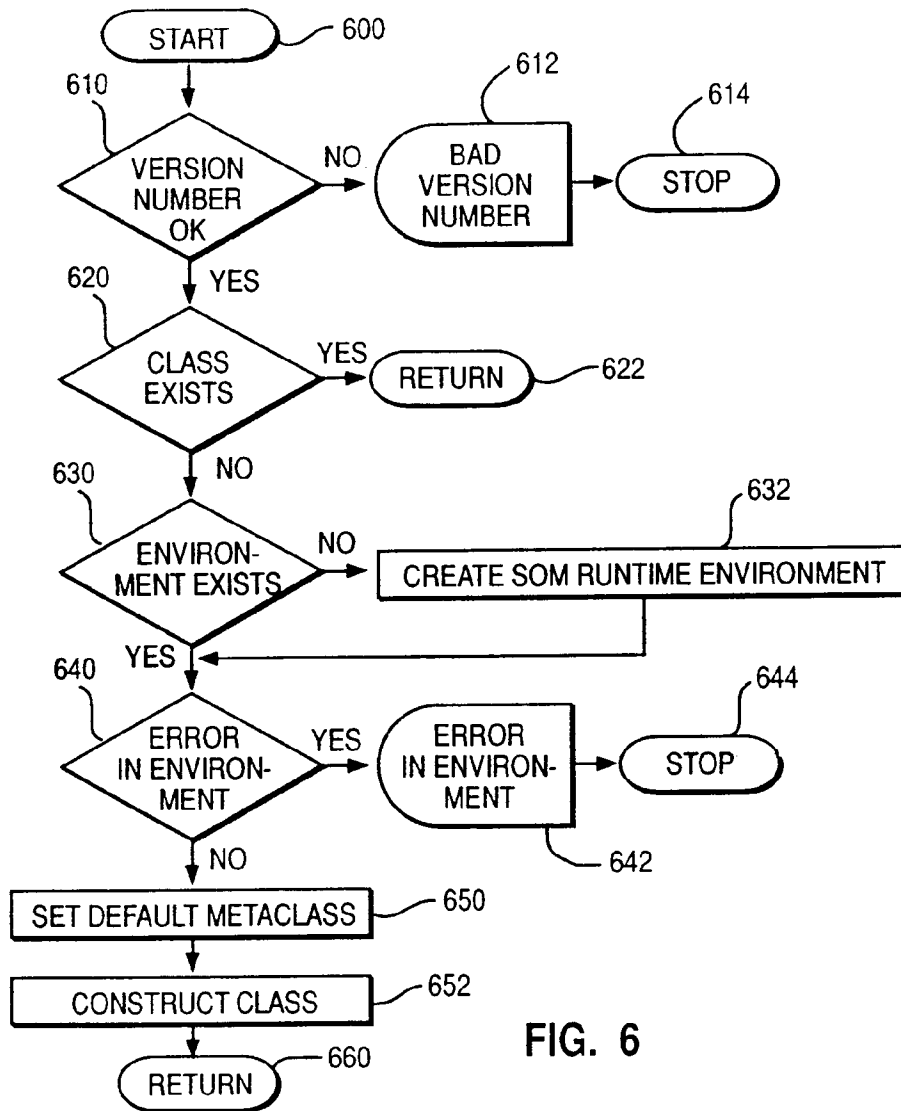 START
600
610
VERSION
NUMBER
OK
NO
612
BAD
VERSION
NUMBER
614
STOP
YES
620
CLASS
EXISTS
YES
RETURN
622
NO
630
ENVIRON-
MENT EXISTS
NO
632
CREATE SOM RUNTIME ENVIRONMENT
YES
640
ERROR
IN ENVIRON-
MENT
YES
ERROR
IN ENVIRON-
MENT
642
644
STOP
NO
SET DEFAULT METACLASS
650
CONSTRUCT CLASS
652
RETURN
660
FIG. 6